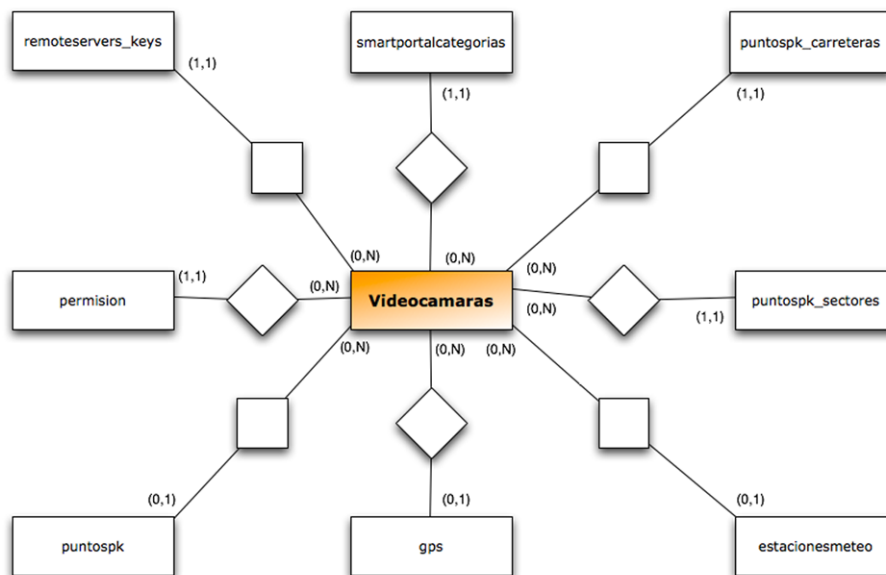 remoteservers_keys
smartportalcategorias
puntospk_carreteras
(1,1)
(1,1)
(1,1)
(0,N)
(0,N)
(0,N)
permision
(1,1)
(0,N)
Videocamaras
(0,N)
(1,1)
puntospk_sectores
(0,N)
(0,N)
(0,N)
(0,1)
(0,1)
(0,1)
puntospk
gps
estacionesmeteo